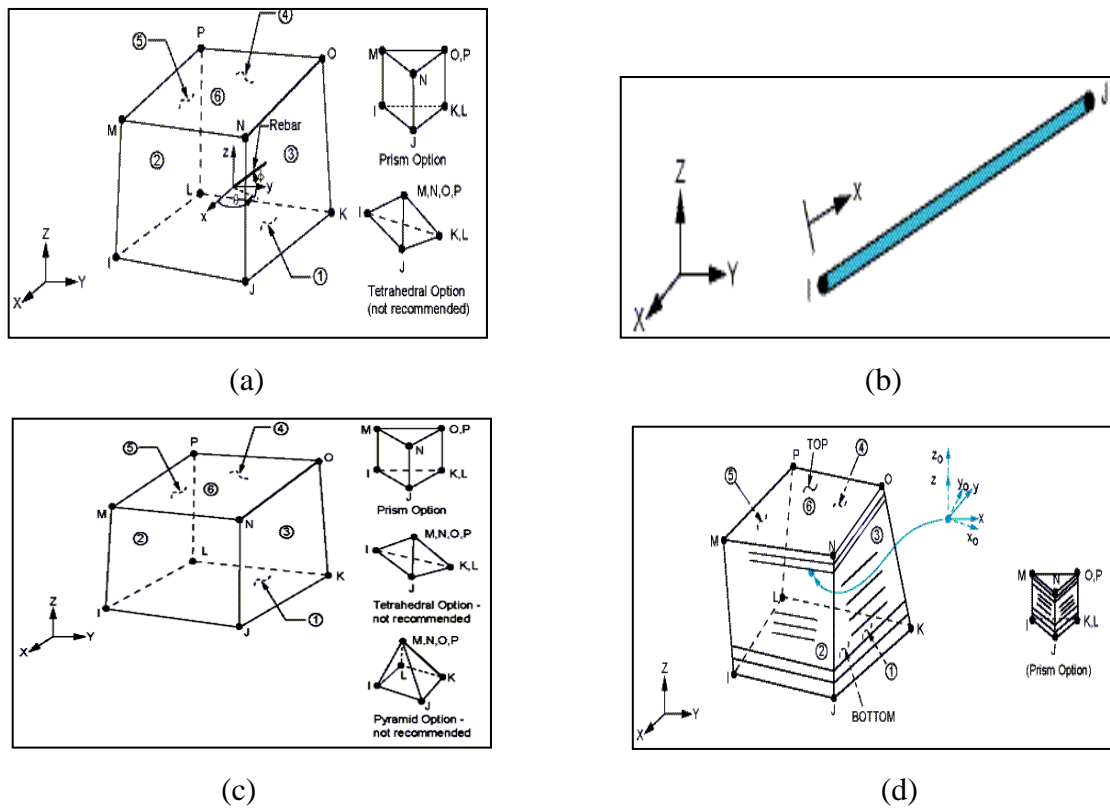 ④
⑤
P
O
⑥
M
N
Rebar
②
z
③
y
L
θ
x
K
Z
I
①
Y
X
J
M
O,P
N
I
K,L
J
Prism Option
M,N,O,P
I
K,L
J
Tetrahedral Option
(not recommended)
(a)
J
Z
X
Y
I
X
(b)
④
⑤
P
O
⑥
M
N
②
③
L
K
Z
I
①
Y
X
J
M
O,P
N
I
K,L
J
Prism Option
M,N,O,P
I
K,L
J
Tetrahedral Option -
not recommended
M,N,O,P
L
K
I
J
Pyramid Option -
not recommended
(c)
TOP
④
P
⑤
O
⑥
M
N
③
L
K
②
①
I
Z
Y
X
J
BOTTOM
zo
z
yo
y
x
xo
M
N
O,P
I
K,L
J
(Prism Option)
(d)